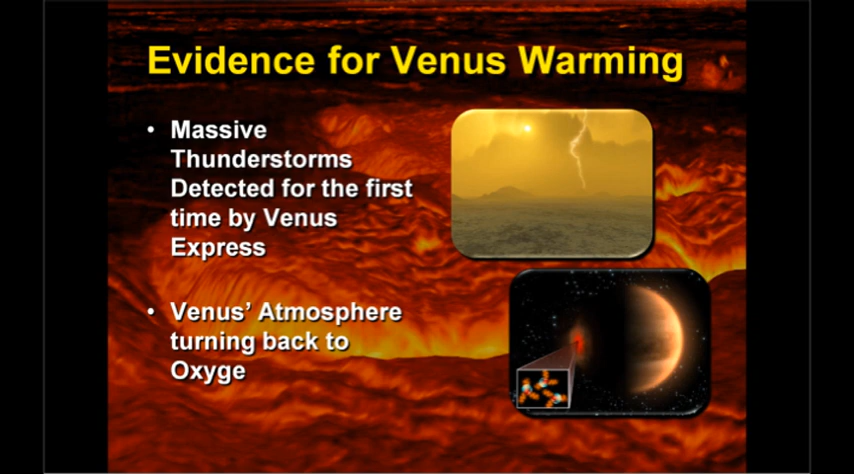 Evidence for Venus Warming
• Massive
Thunderstorms
Detected for the first
time by Venus
Express
• Venus’ Atmosphere
turning back to
Oxyge